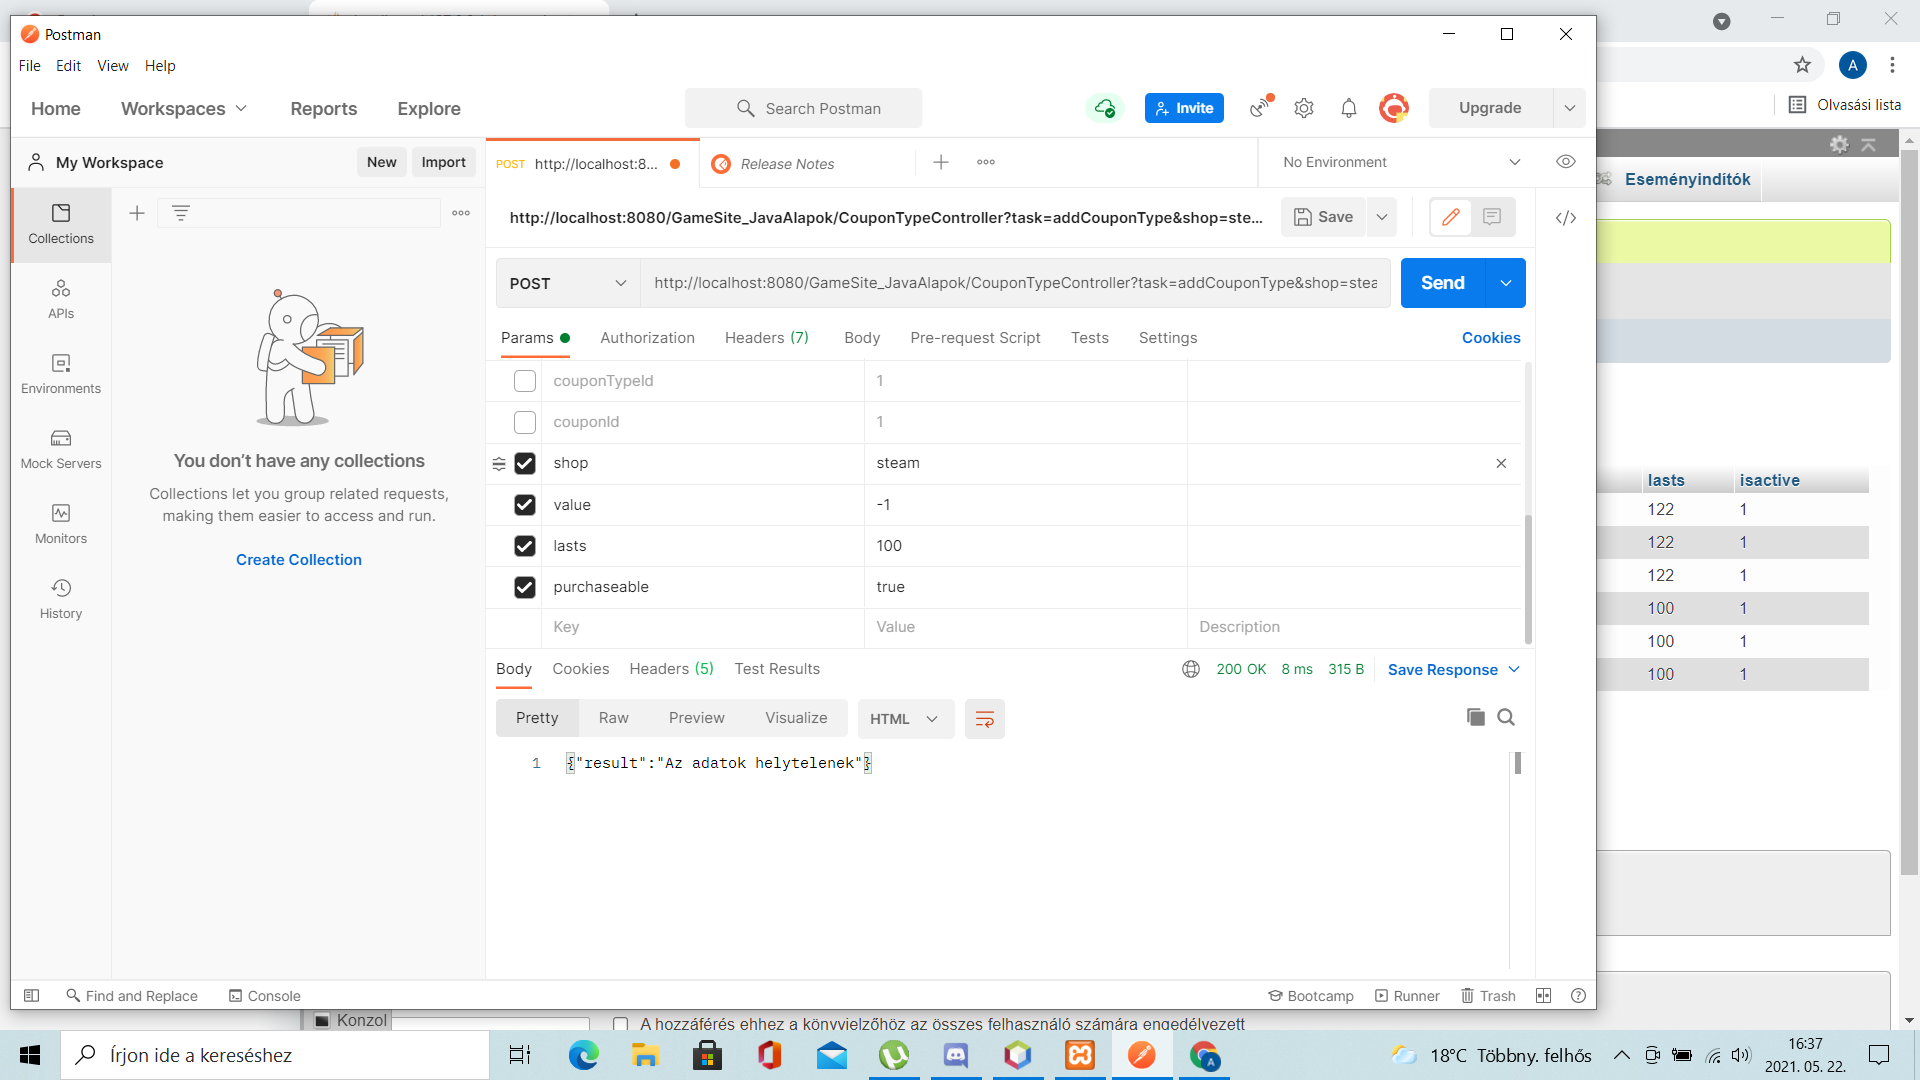 Postman
File Edit View Help
Home Workspaces Reports Explore
Search Postman
Invite
Upgrade
A
Olvasási lista
My Workspace
New Import
POST http://localhost:8...
Release Notes
No Environment
Eseményindítók
Collections
APIs
Environments
Mock Servers
Monitors
History
You don't have any collections
Collections let you group related requests,
making them easier to access and run.
Create Collection
http://localhost:8080/GameSite_JavaAlapok/CouponTypeController?task=addCouponType&shop=ste...
Save
POST
http://localhost:8080/GameSite_JavaAlapok/CouponTypeController?task=addCouponType&shop=stea
Send
Params Authorization Headers (7) Body Pre-request Script Tests Settings Cookies
couponTypeId 1
couponId 1
shop steam
value -1
lasts 100
purchaseable true
Key Value Description
Body Cookies Headers (5) Test Results
200 OK 8 ms 315 B Save Response
Pretty Raw Preview Visualize HTML
1 {"result":"Az adatok helytelenek"}
lasts isactive
122 1
122 1
122 1
100 1
100 1
100 1
Find and Replace Console
Bootcamp Runner Trash
Konzol
A hozzáférés ehhez a könyvjelzőhöz az összes felhasználó számára engedélyezett
Írjon ide a kereséshez
A
18°C Többny. felhős
16:37
2021. 05. 22.